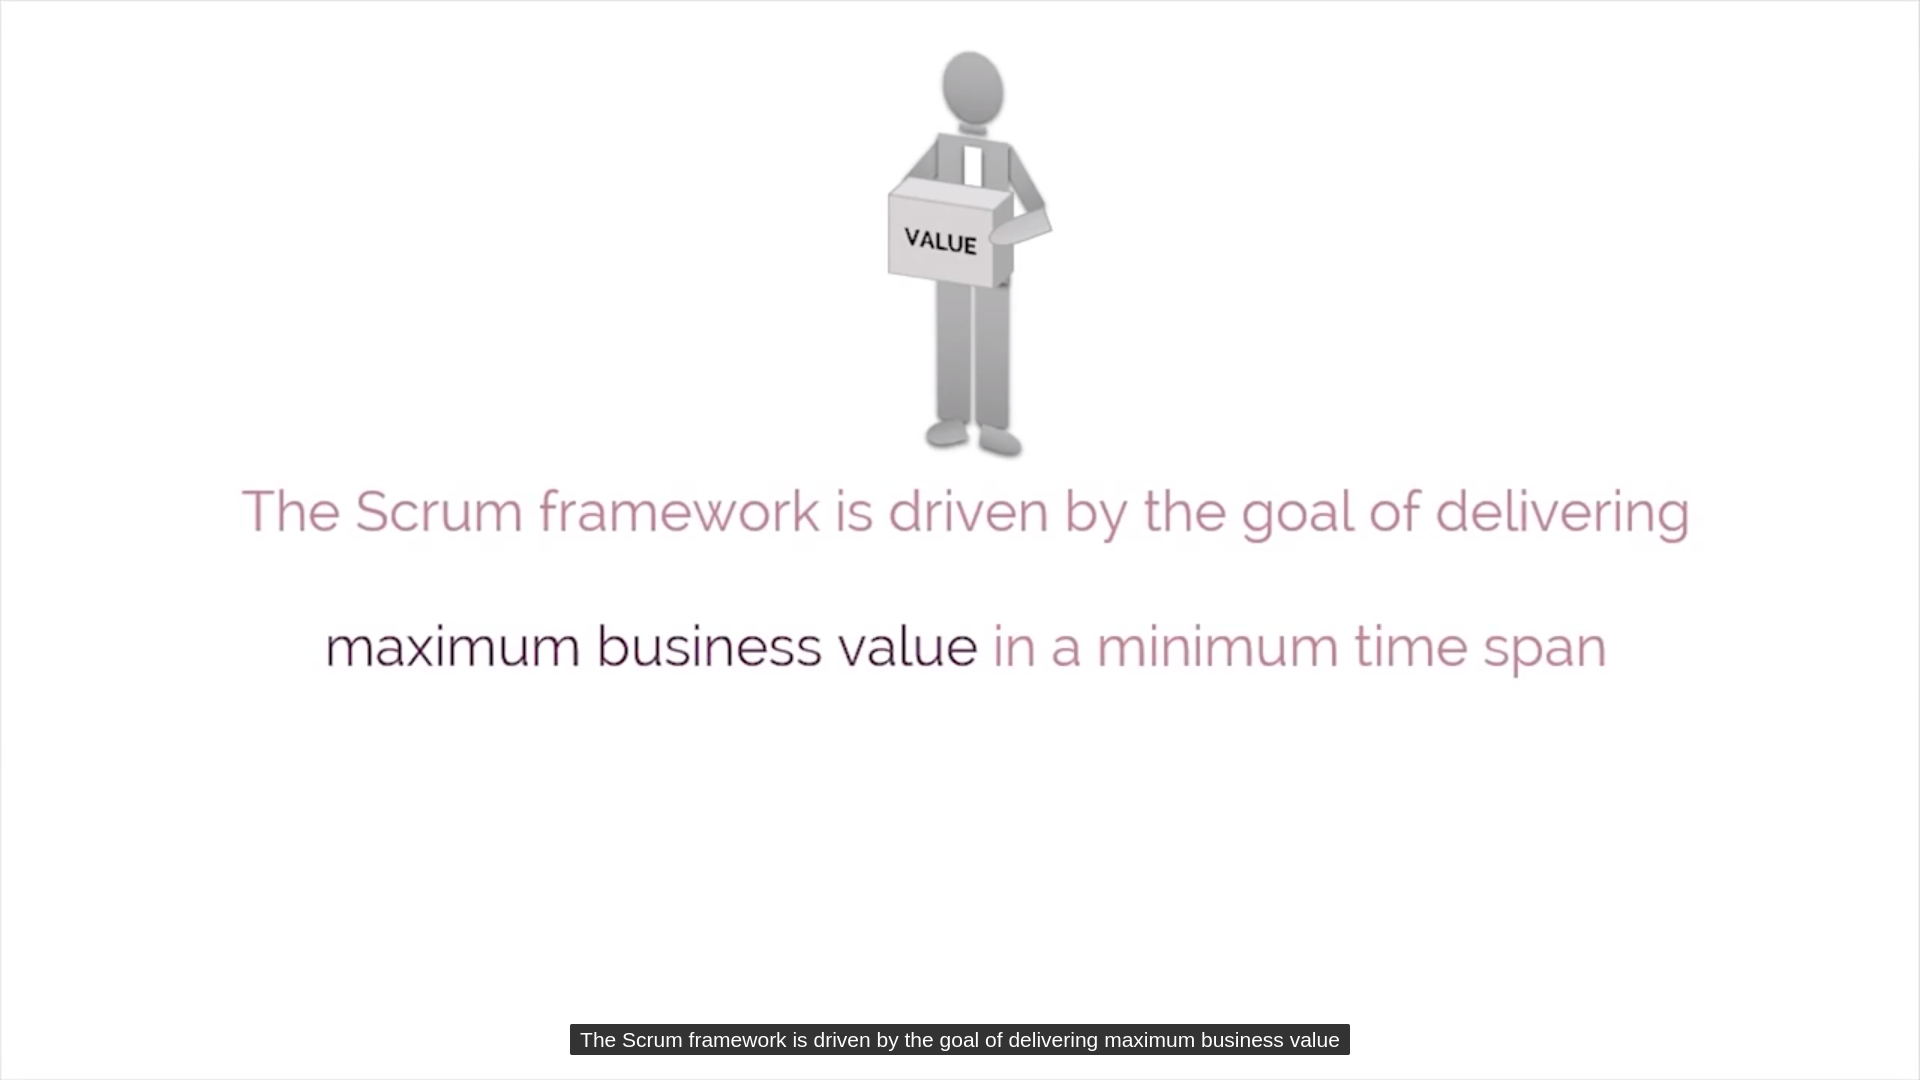 VALUE
The Scrum framework is driven by the goal of delivering
maximum business value in a minimum time span
The Scrum framework is driven by the goal of delivering maximum business value